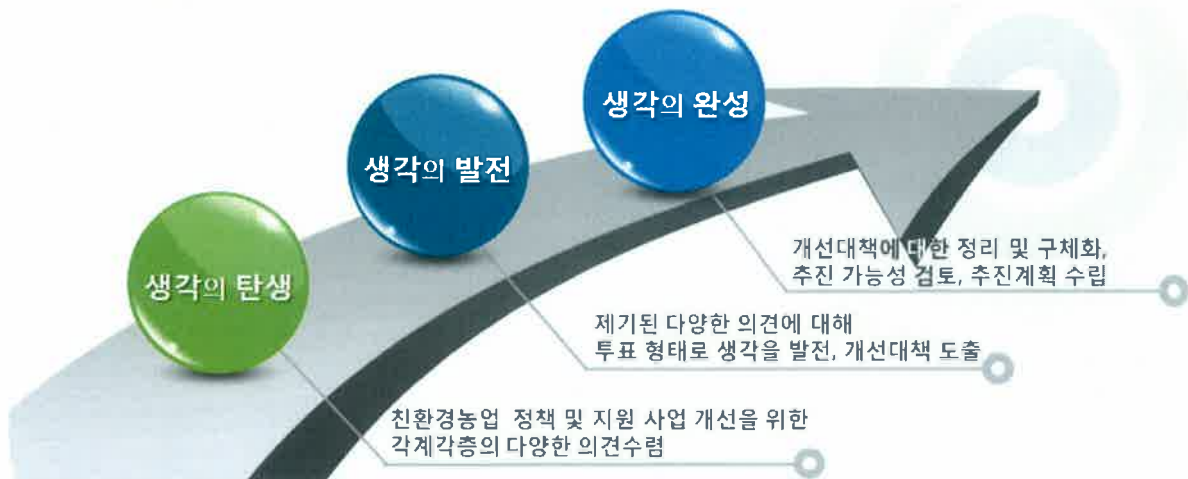 생각의 완성
생각의 발전
생각의 탄생
개선대책에 대한 정리 및 구체화,
추진 가능성 검토, 추진계획 수립
제기된 다양한 의견에 대해
투표 형태로 생각을 발전, 개선대책 도출
친환경농업 정책 및 지원 사업 개선을 위한
각계각층의 다양한 의견수렴